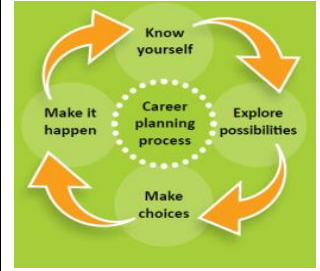 Know
yourself
Make it
happen
Career
planning
process
Explore
possibilities
Make
choices